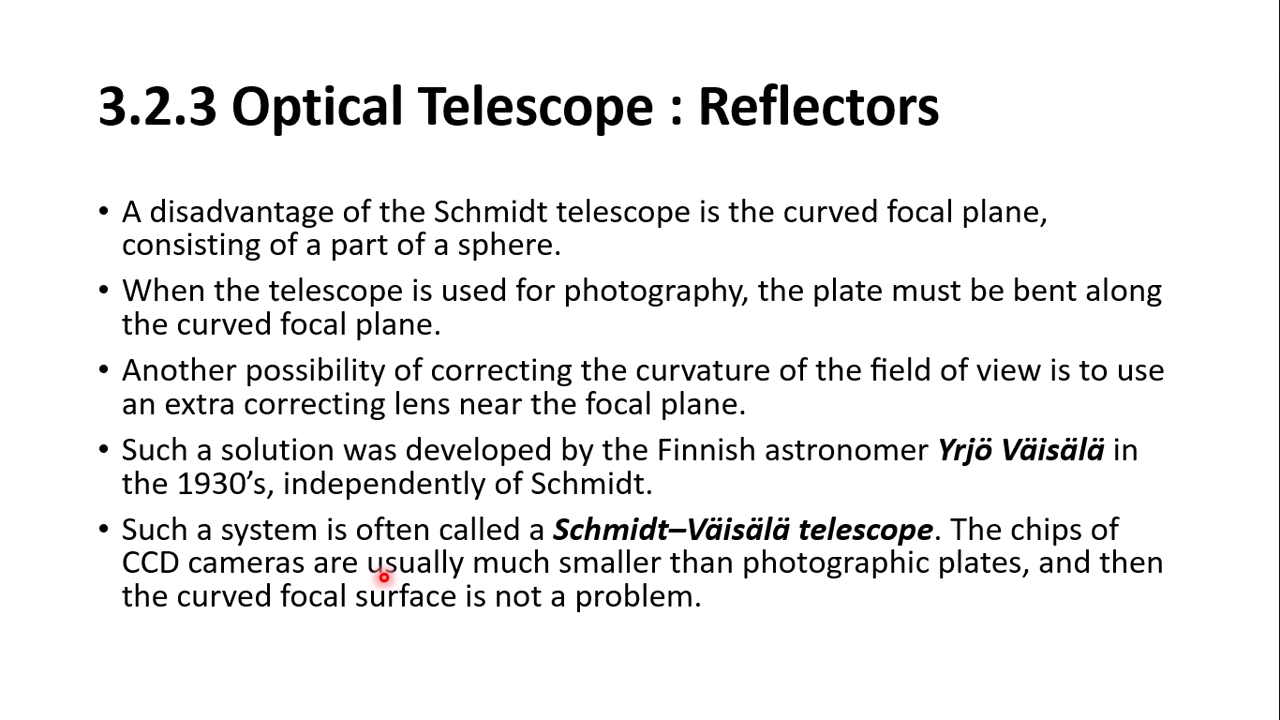 3.2.3 Optical Telescope : Reflectors
• A disadvantage of the Schmidt telescope is the curved focal plane,
consisting of a part of a sphere.
• When the telescope is used for photography, the plate must be bent along
the curved focal plane.
• Another possibility of correcting the curvature of the field of view is to use
an extra correcting lens near the focal plane.
• Such a solution was developed by the Finnish astronomer Yrjö Väisälä in
the 1930’s, independently of Schmidt.
• Such a system is often called a Schmidt–Väisälä telescope. The chips of
CCD cameras are usually much smaller than photographic plates, and then
the curved focal surface is not a problem.